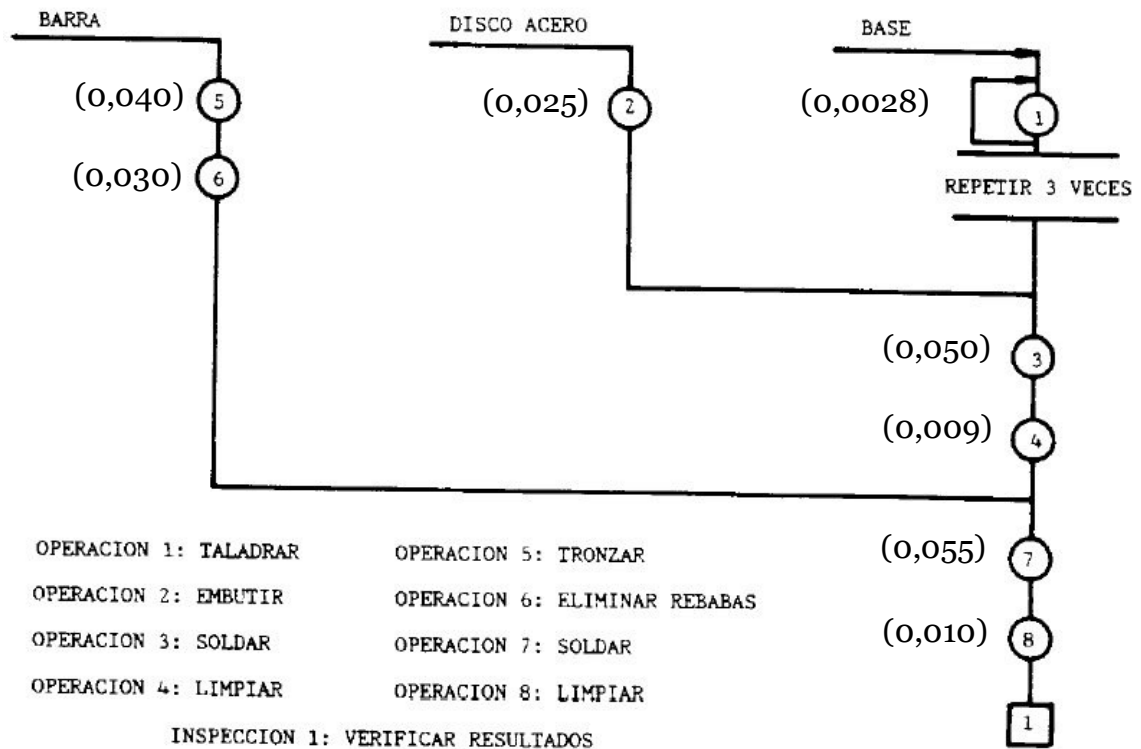 BARRA
DISCO ACERO
BASE
(0,040) 5
(0,025) 2
(0,0028) 1
(0,030) 6
REPETIR 3 VECES
(0,050) 3
(0,009) 4
(0,055) 7
(0,010) 8
1
OPERACION 1: TALADRAR
OPERACION 5: TRONZAR
OPERACION 2: EMBUTIR
OPERACION 6: ELIMINAR REBABAS
OPERACION 3: SOLDAR
OPERACION 7: SOLDAR
OPERACION 4: LIMPIAR
OPERACION 8: LIMPIAR
INSPECCION 1: VERIFICAR RESULTADOS